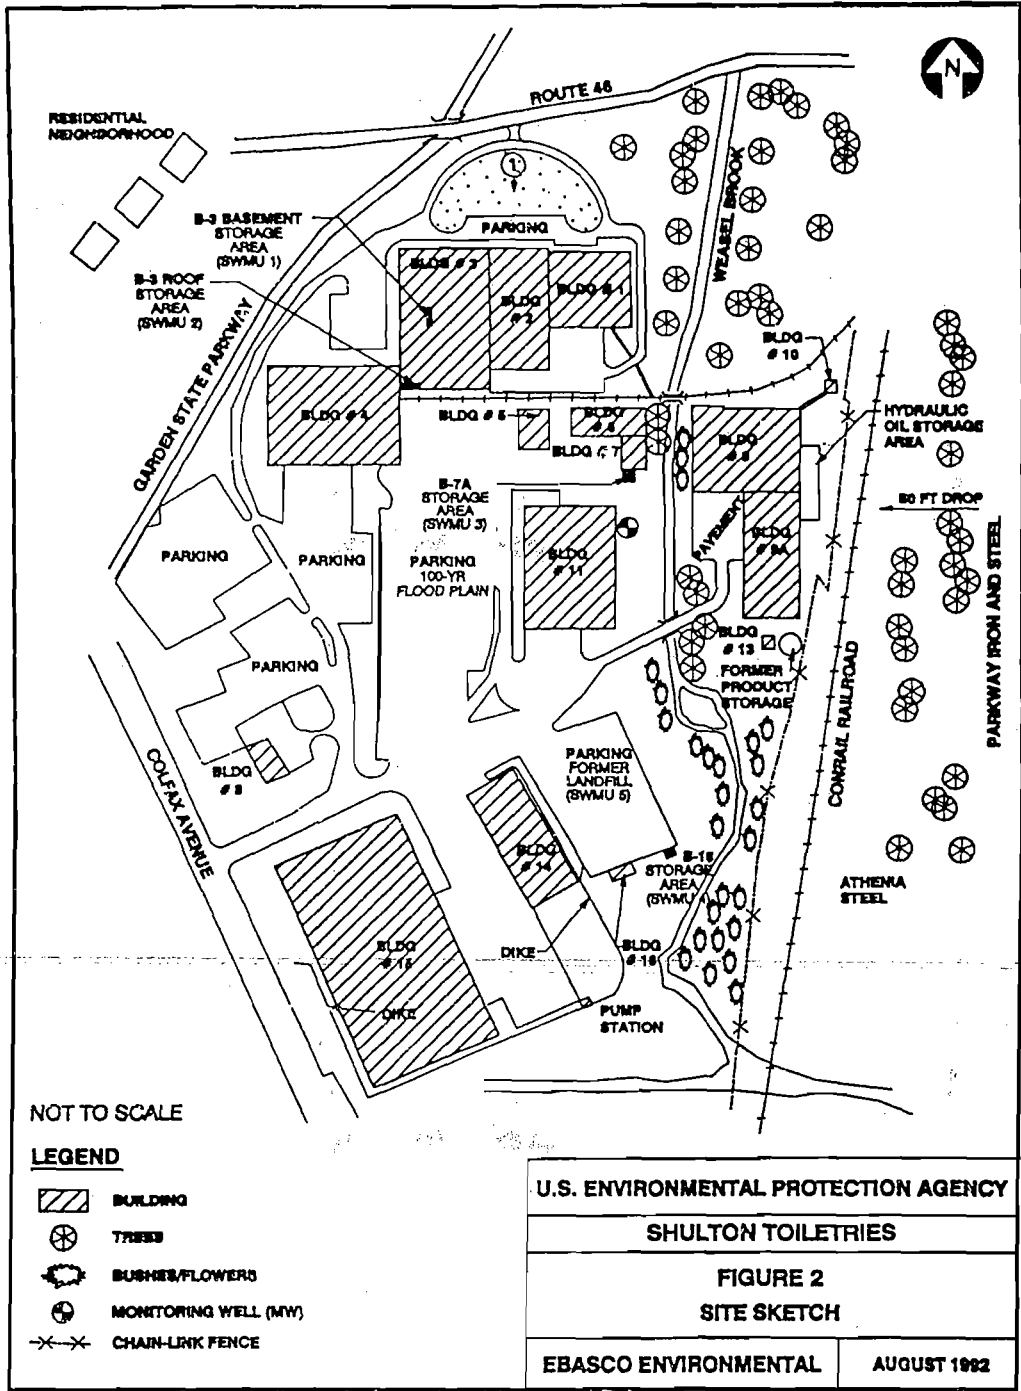 N
ROUTE 46
RESIDENTIAL
NEIGHBORHOOD
WEASEL BROOK
1
PARKING
B-3 BASEMENT
STORAGE
AREA
(SWMU 1)
B-3 ROOF
STORAGE
AREA
(SWMU 2)
BLDG # 3
BLDG
# 2
BLDG # 1
BLDG
# 10
GARDEN STATE PARKWAY
BLDG # 4
BLDG # 5
BLDG
# 6
BLDG # 7
BLDG
HYDRAULIC
OIL STORAGE
AREA
B-7A
STORAGE
AREA
(SWMU 3)
50 FT DROP
PAVEMENT
BLDG
# 9A
PARKING
PARKING
PARKING
100-YR
FLOOD PLAIN
BLDG
# 11
PARKWAY IRON AND STEEL
BLDG
# 13
FORMER
PRODUCT
STORAGE
PARKING
CONRAIL RAILROAD
COLFAX AVENUE
BLDG
# 8
PARKING
FORMER
LANDFILL
(SWMU 5)
BLDG
# 14
B-16
STORAGE
AREA
(SWMU 4)
ATHENIA
STEEL
BLDG
# 15
DIKE
BLDG
# 16
DIKE
PUMP
STATION
NOT TO SCALE
LEGEND
BUILDING
TREES
BUSHES/FLOWERS
MONITORING WELL (MW)
CHAIN-LINK FENCE
U.S. ENVIRONMENTAL PROTECTION AGENCY
SHULTON TOILETRIES
FIGURE 2
SITE SKETCH
EBASCO ENVIRONMENTAL
AUGUST 1992